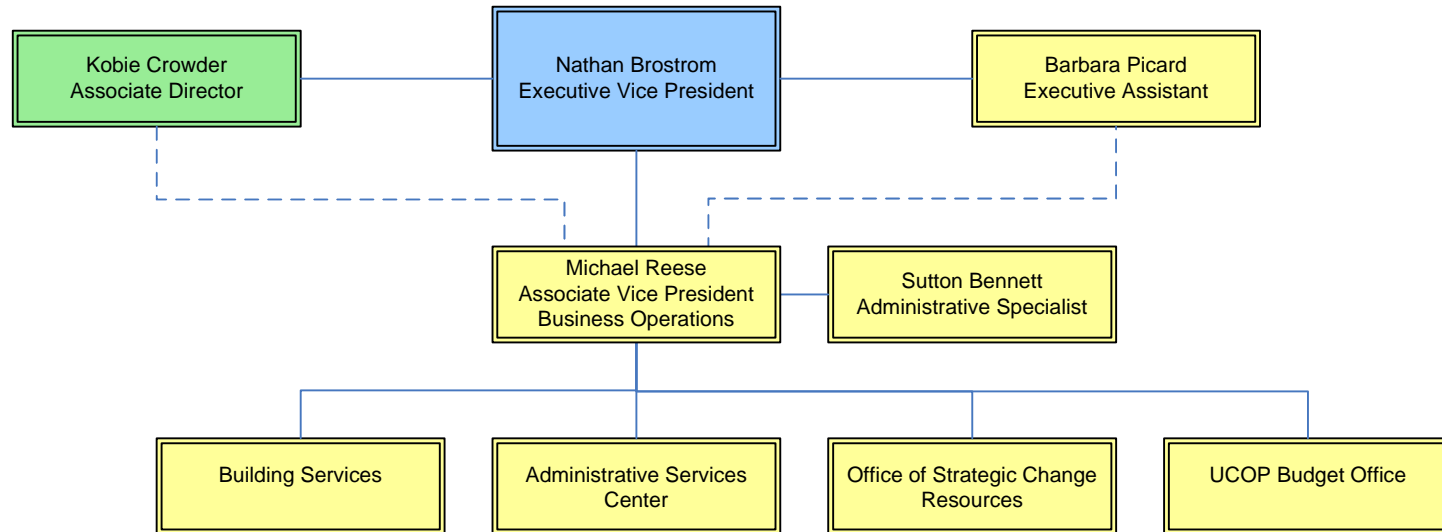 Kobie Crowder
Associate Director
Nathan Brostrom
Executive Vice President
Barbara Picard
Executive Assistant
Michael Reese
Associate Vice President
Business Operations
Sutton Bennett
Administrative Specialist
Building Services
Administrative Services
Center
Office of Strategic Change
Resources
UCOP Budget Office